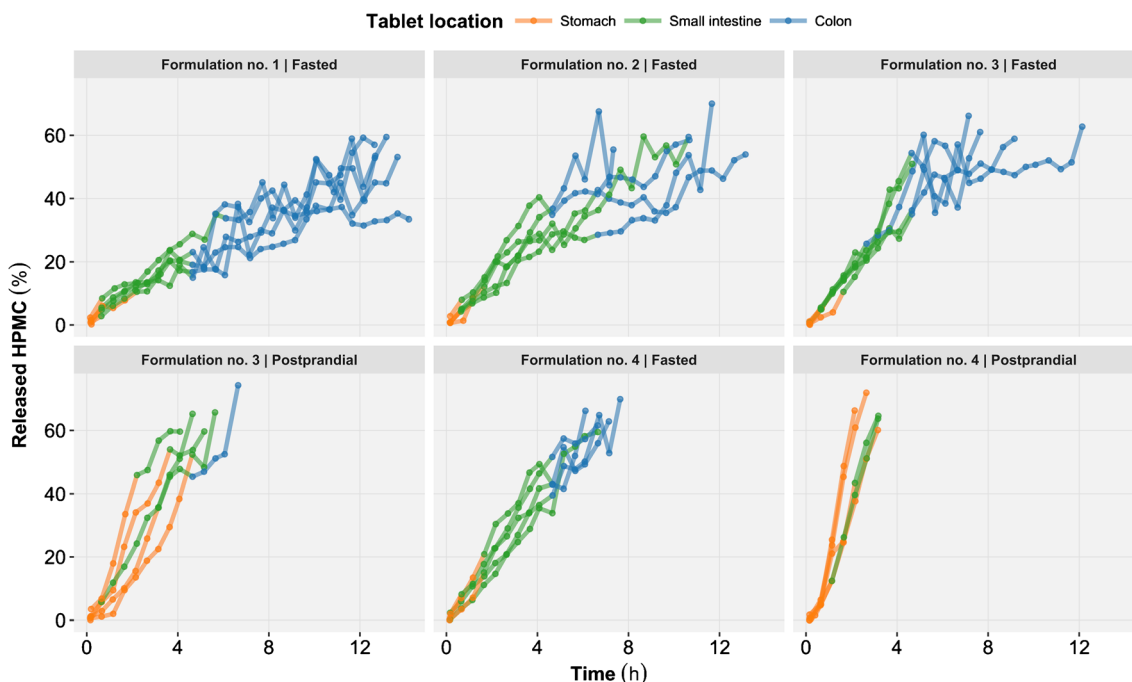 Tablet location Stomach Small intestine Colon
Formulation no. 1 | Fasted
Formulation no. 2 | Fasted
Formulation no. 3 | Fasted
60
40
20
0
Released HPMC (%)
Formulation no. 3 | Postprandial
Formulation no. 4 | Fasted
Formulation no. 4 | Postprandial
60
40
20
0
0 4 8 12
0 4 8 12
0 4 8 12
Time (h)